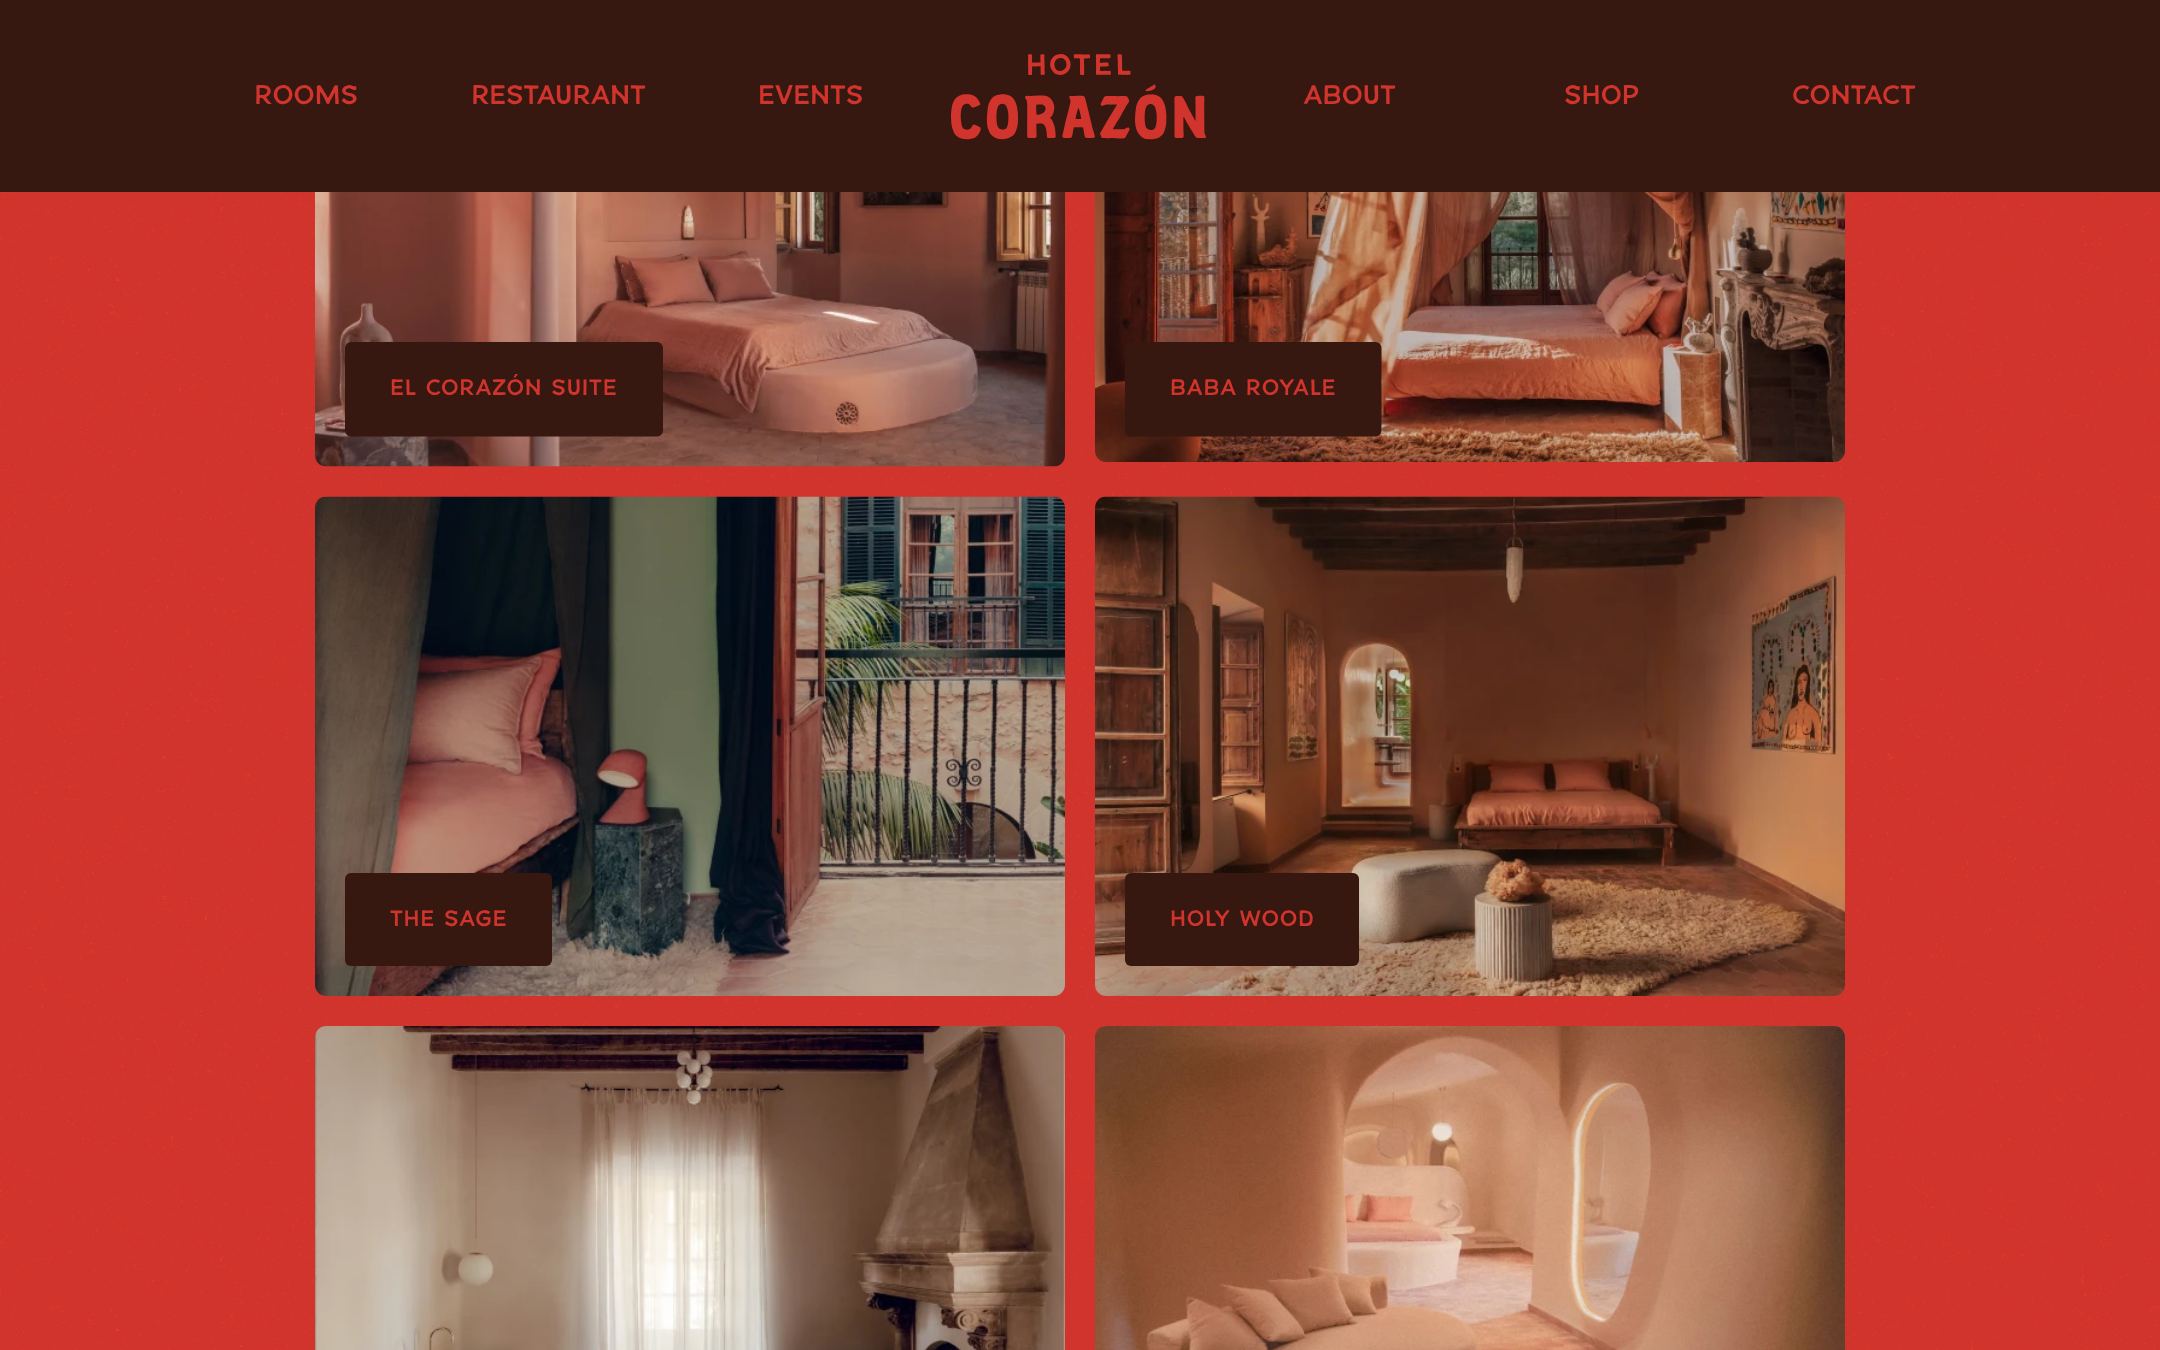 ROOMS
RESTAURANT
EVENTS
HOTEL
CORAZÓN
ABOUT
SHOP
CONTACT
EL CORAZÓN SUITE
BABA ROYALE
THE SAGE
HOLY WOOD